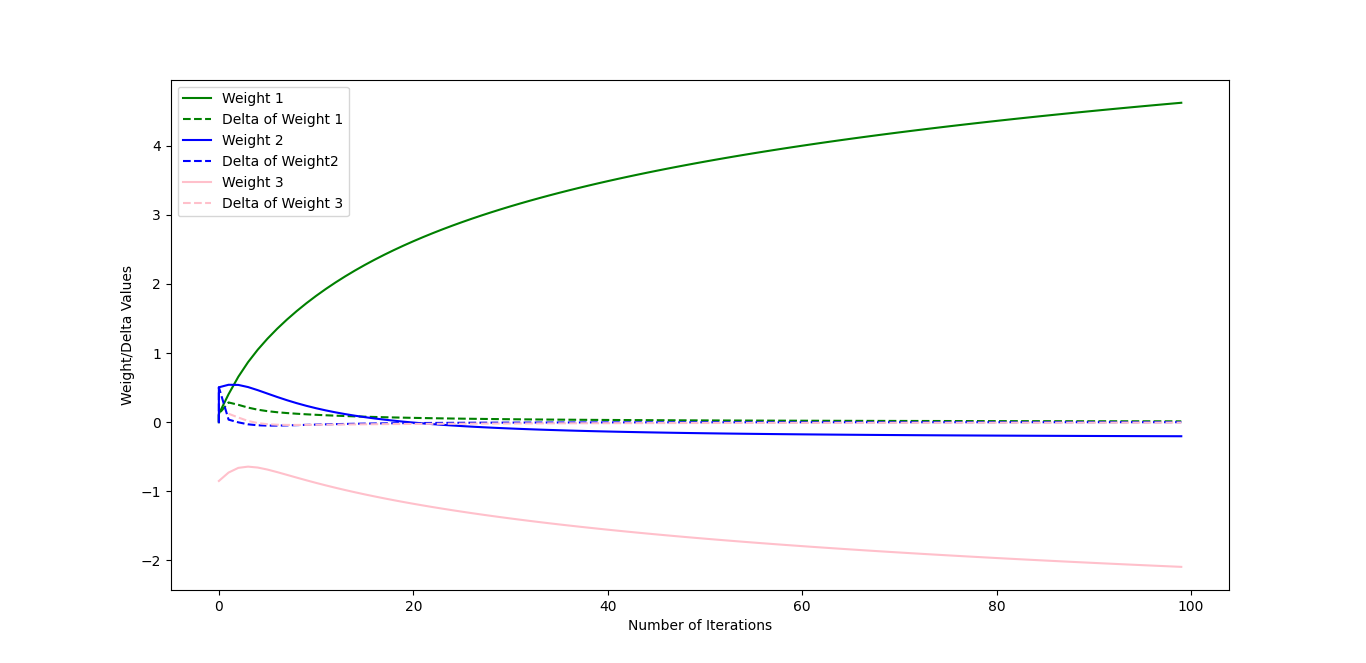 Weight 1
Delta of Weight 1
Weight 2
Delta of Weight2
Weight 3
Delta of Weight 3
Weight/Delta Values
4
3
2
1
0
−1
−2
0 20 40 60 80 100
Number of Iterations